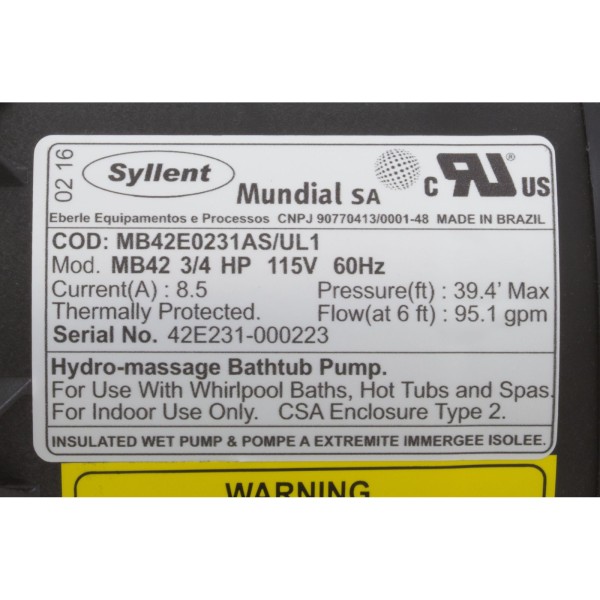 02 16
Syllent
Mundial SA
C RU US
Eberle Equipamentos e Processos CNPJ 90770413/0001-48 MADE IN BRAZIL
COD: MB42E0231AS/UL1
Mod. MB42 3/4 HP 115V 60Hz
Current(A) : 8.5 Pressure(ft) : 39.4' Max
Thermally Protected. Flow(at 6 ft) : 95.1 gpm
Serial No. 42E231-000223
Hydro-massage Bathtub Pump.
For Use With Whirlpool Baths, Hot Tubs and Spas.
For Indoor Use Only. CSA Enclosure Type 2.
INSULATED WET PUMP & POMPE A EXTREMITE IMMERGEE ISOLEE.
WARNING